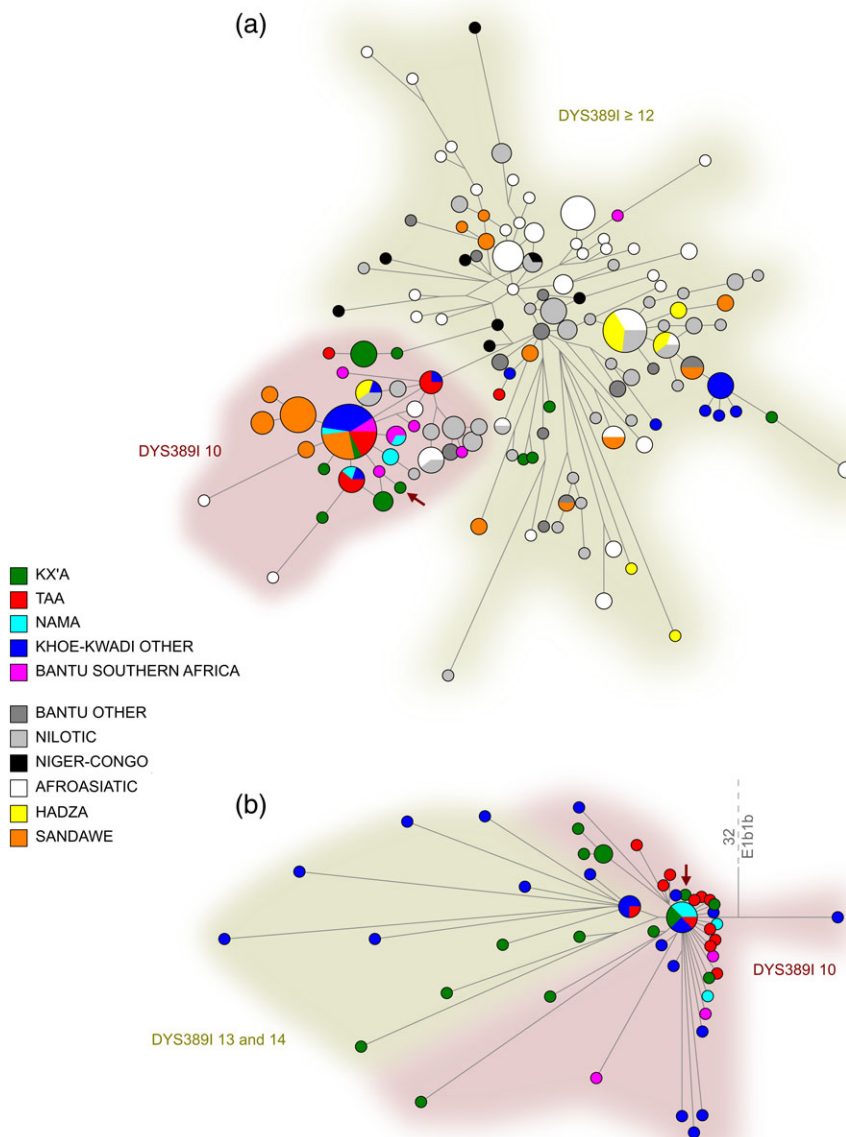 (a)
DYS389I ≥ 12
DYS389I 10
KX'A
TAA
NAMA
KHOE-KWADI OTHER
BANTU SOUTHERN AFRICA
BANTU OTHER
NILOTIC
NIGER-CONGO
AFROASIATIC
HADZA
SANDAWE
(b)
32
E1b1b
DYS389I 10
DYS389I 13 and 14